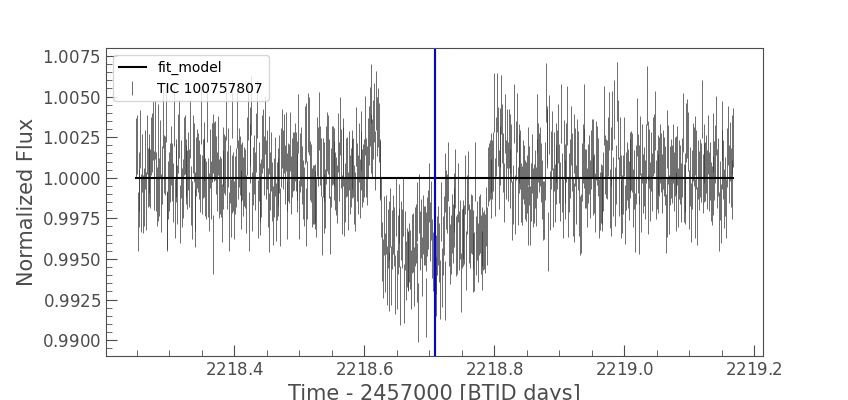 1.0075
1.0050
1.0025
1.0000
0.9975
0.9950
0.9925
0.9900
Normalized Flux
fit_model
TIC 100757807
2218.4 2218.6 2218.8 2219.0 2219.2
Time - 2457000 [BTJD days]